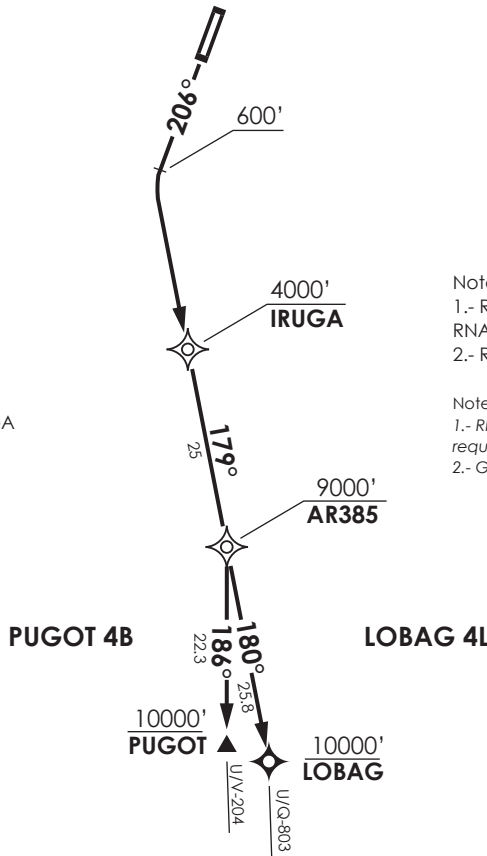 206°
600'
4000'
IRUGA
Note
1.- R
RNA
2.- R
A
Note
1.- R
requ
2.- G
179°
25
9000'
AR385
PUGOT 4B
186°
22.3
180°
25.8
LOBAG 4L
10000'
PUGOT
10000'
LOBAG
U/V-204
U/Q-803